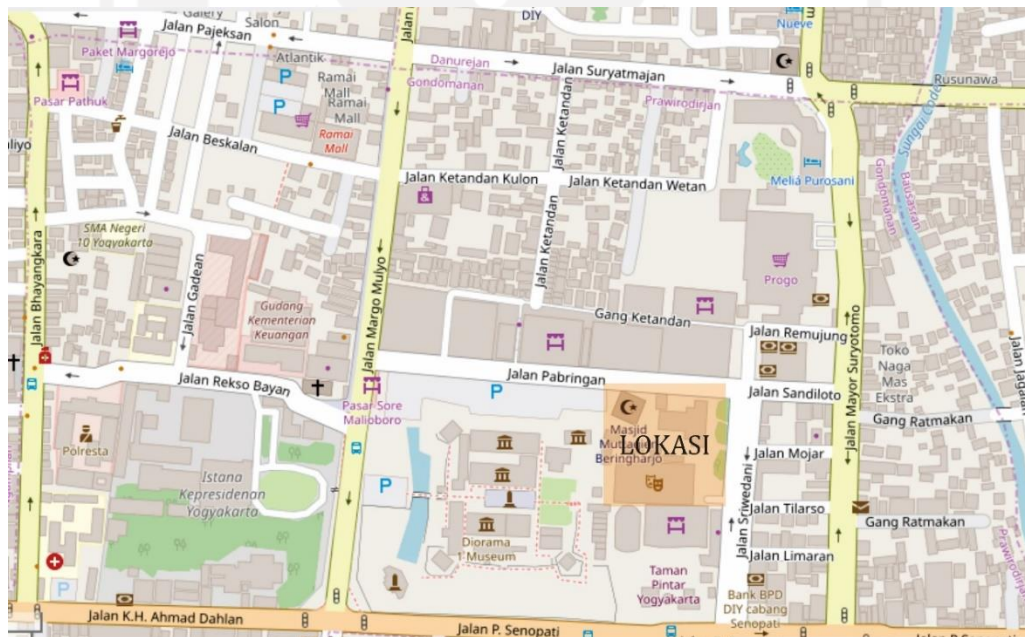 Gallery
Salon
DIY
Nueve
Jalan Pajeksan
Paket Margorejo
Atlantik
Danurejan
Jalan Suryatmajan
Rusunawa
P
Ramai
Mall
Gondomanan
Pasar Pathuk
P
Ramai
Mall
Prawirodirjan
Sungai Code
Ramai
Mall
Jalan Beskalan
Jalan Ketandan
Jalan Ketandan Kulon
Jalan Ketandan Wetan
Meliá Purosani
Gondomanan
Bausasran
SMA Negeri
10 Yogyakarta
Jalan Ketandan
Jalan Bhayangkara
Jalan Gadean
Jalan Margo Mulyo
Progo
Gudang
Kementerian
Keuangan
Gang Ketandan
Jalan Remujung
Jalan Mayor Suryotomo
Toko
Naga
Mas
Ekstra
Jalan Rekso Bayan
Jalan Pabringan
Jalan Sandiloto
Pasar Sore
Malioboro
P
Gang Ratmakan
Polresta
Masjid
Beringharjo
LOKASI
Jalan Mojar
Istana
Kepresidenan
Yogyakarta
P
Jalan Sriwedani
Jalan Tilarso
Gang Ratmakan
Diorama
1 Museum
Jalan Limaran
Taman
Pintar
Yogyakarta
Bank BPD
DIY cabang
Senopati
P
Jalan K.H. Ahmad Dahlan
Jalan P. Senopati